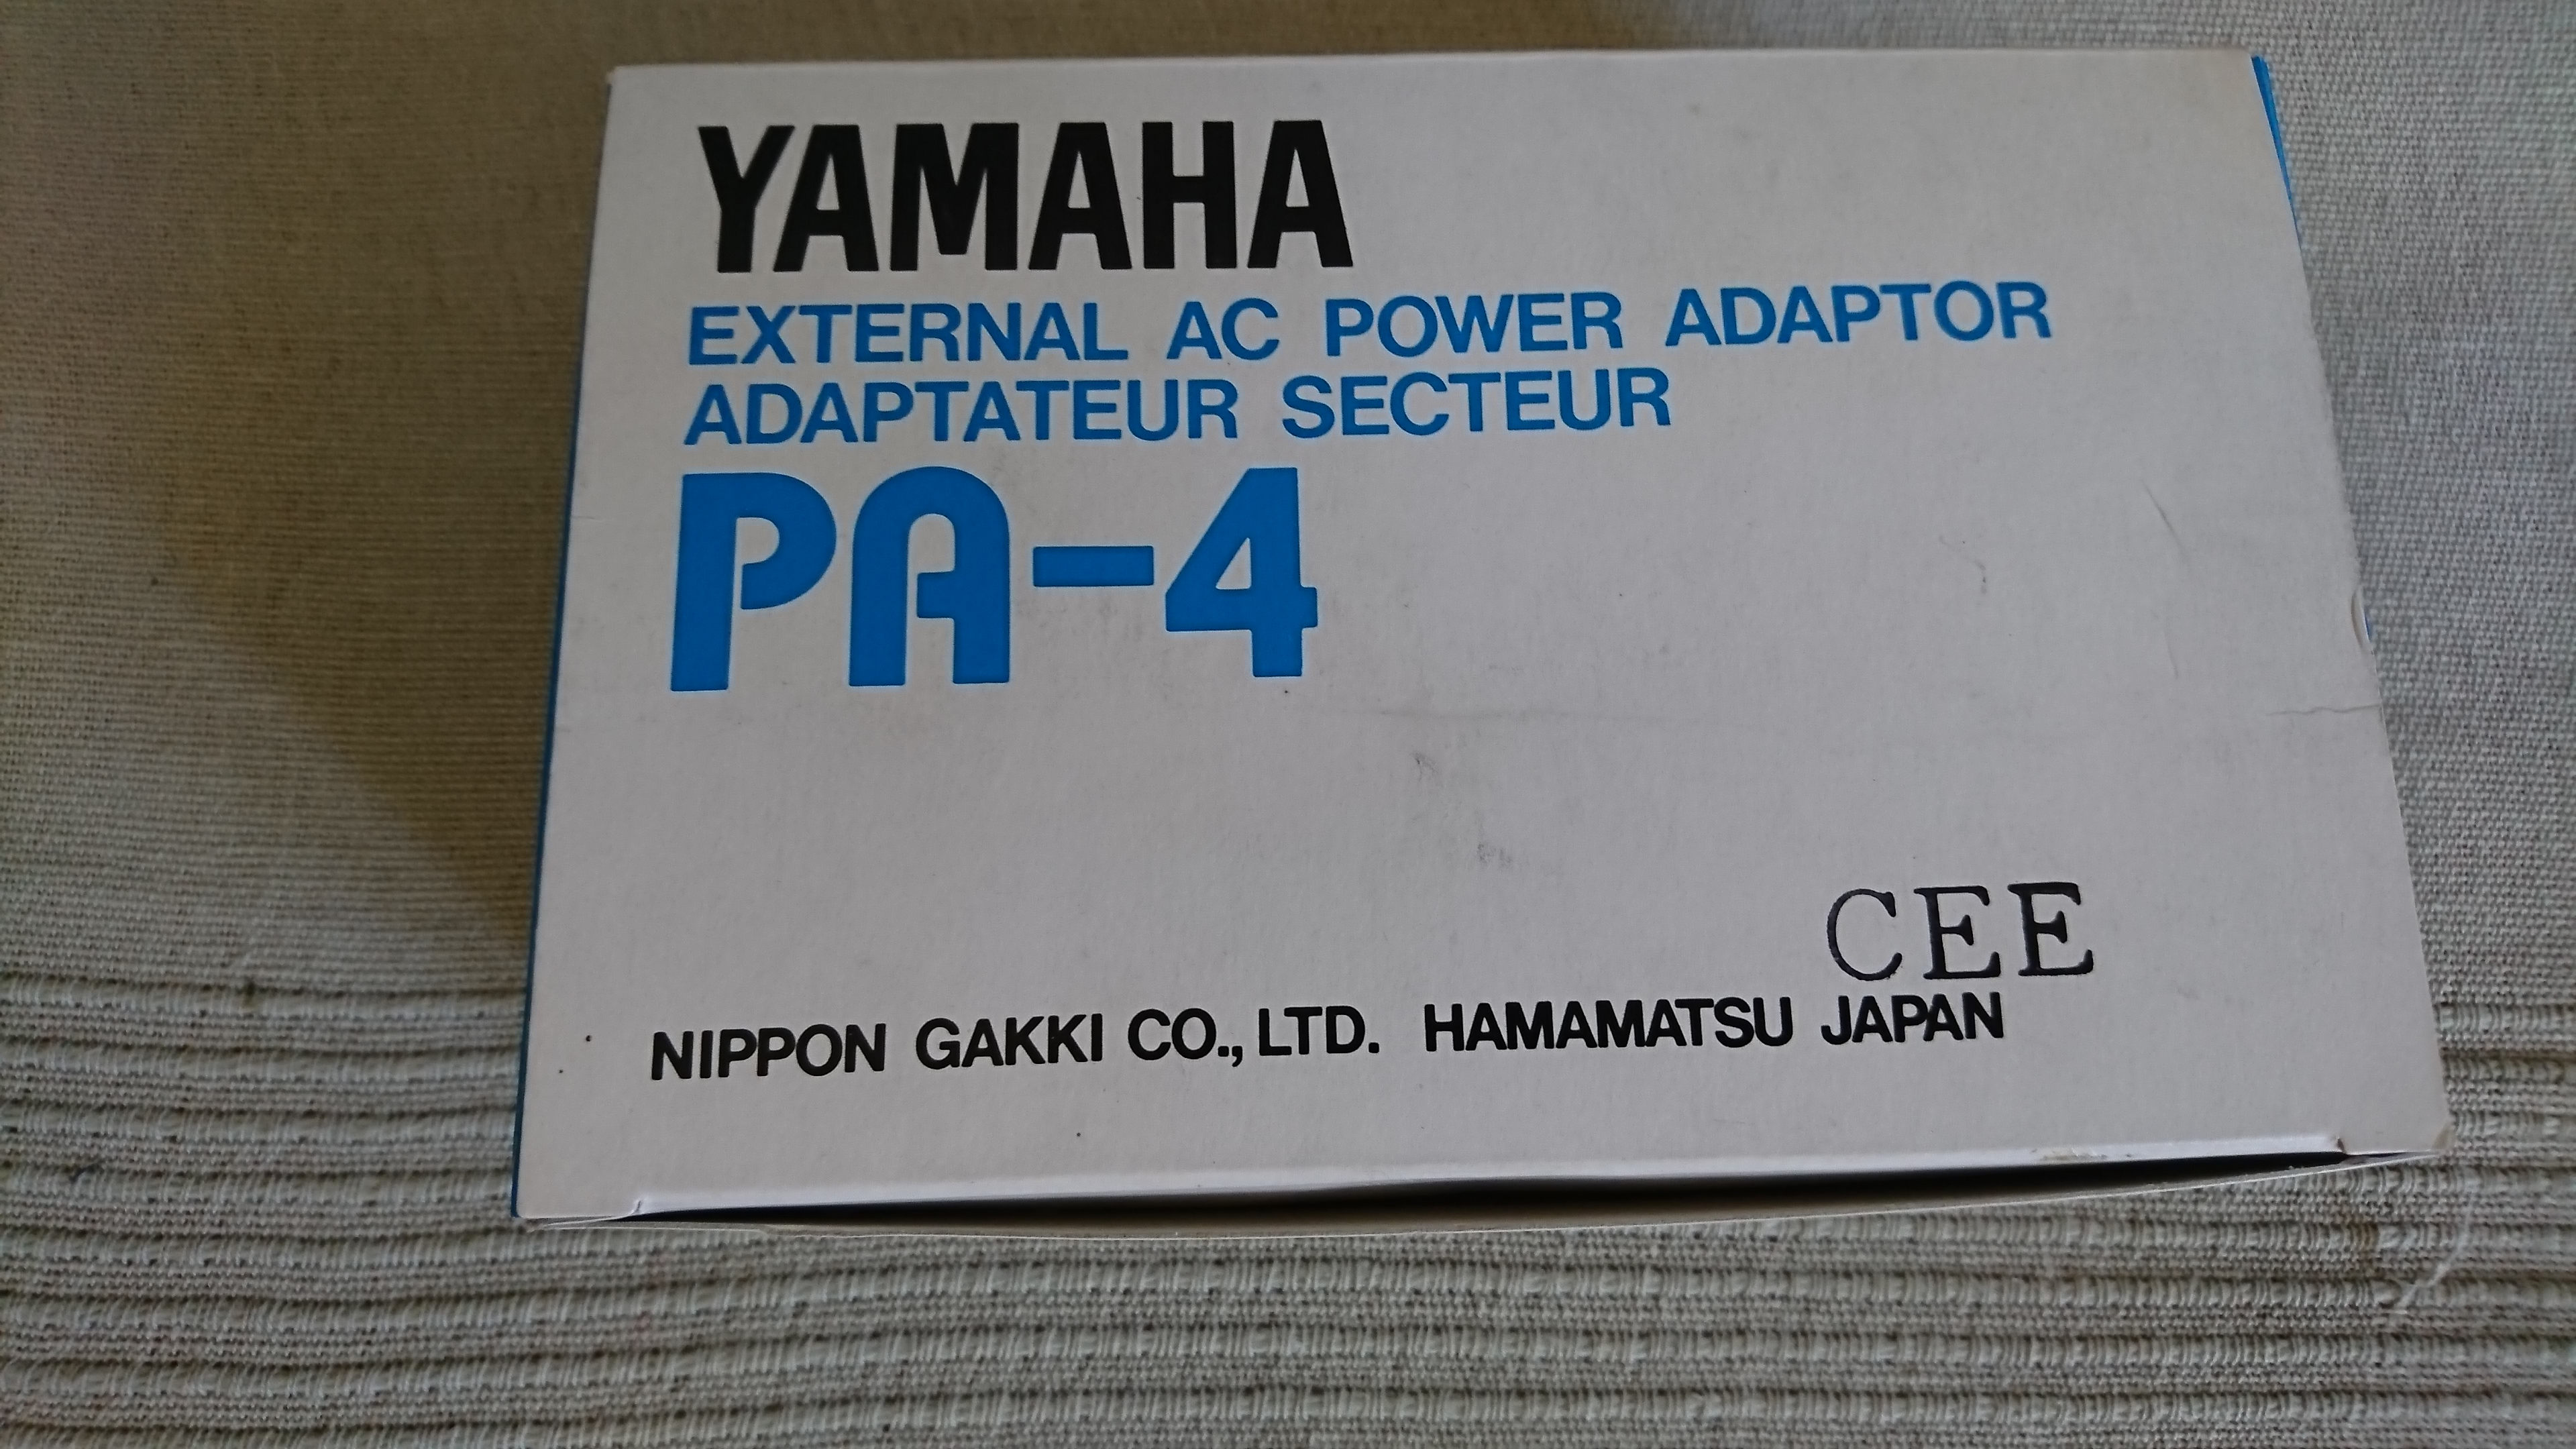 YAMAHA
EXTERNAL AC POWER ADAPTOR
ADAPTATEUR SECTEUR
PA-4
CEE
NIPPON GAKKI CO., LTD. HAMAMATSU JAPAN